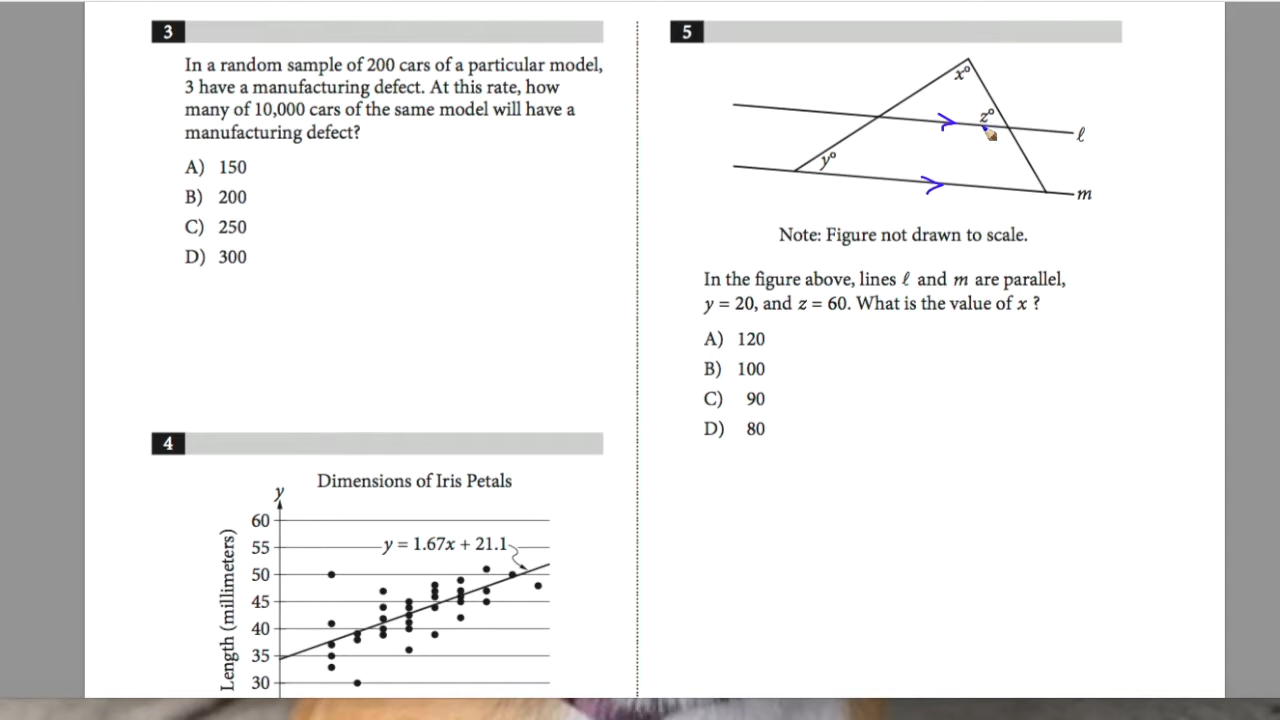 3
In a random sample of 200 cars of a particular model,
3 have a manufacturing defect. At this rate, how
many of 10,000 cars of the same model will have a
manufacturing defect?
A) 150
B) 200
C) 250
D) 300
4
Dimensions of Iris Petals
y
60
55
50
45
40
35
30
Length (millimeters)
y = 1.67x + 21.1
5
x°
z°
y°
ℓ
m
Note: Figure not drawn to scale.
In the figure above, lines ℓ and m are parallel,
y = 20, and z = 60. What is the value of x ?
A) 120
B) 100
C) 90
D) 80